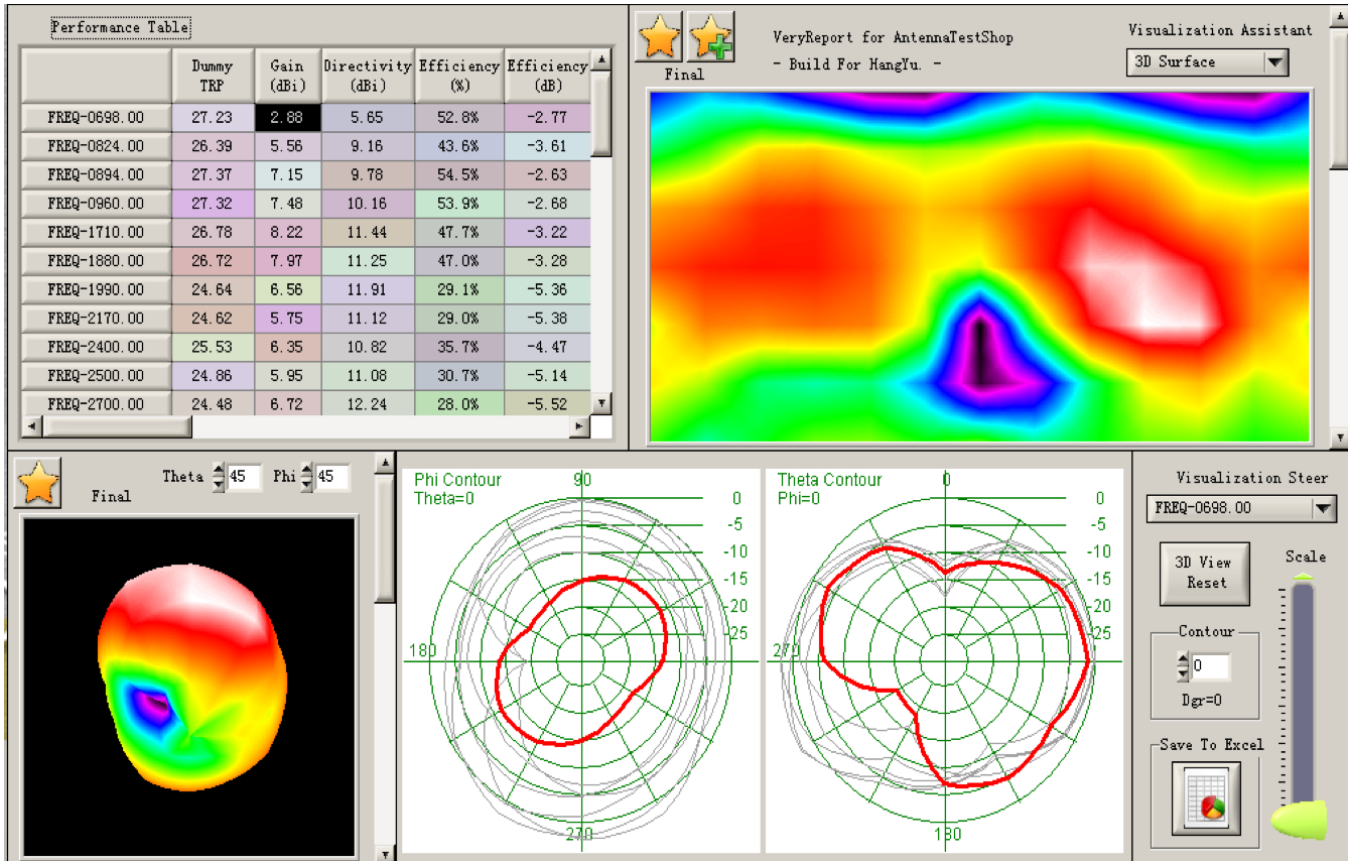 Performance Table
Dummy TRP Gain (dBi) Directivity (dBi) Efficiency (%) Efficiency (dB)
FREQ-0698.00 27.23 2.88 5.65 52.8% -2.77
FREQ-0824.00 26.39 5.56 9.16 43.6% -3.61
FREQ-0894.00 27.37 7.15 9.78 54.5% -2.63
FREQ-0960.00 27.32 7.48 10.16 53.9% -2.68
FREQ-1710.00 26.78 8.22 11.44 47.7% -3.22
FREQ-1880.00 26.72 7.97 11.25 47.0% -3.28
FREQ-1990.00 24.64 6.56 11.91 29.1% -5.36
FREQ-2170.00 24.62 5.75 11.12 29.0% -5.38
FREQ-2400.00 25.53 6.35 10.82 35.7% -4.47
FREQ-2500.00 24.86 5.95 11.08 30.7% -5.14
FREQ-2700.00 24.48 6.72 12.24 28.0% -5.52
Final
VeryReport for AntennaTestShop
- Build For HangYu. -
Visualization Assistant
3D Surface
Final
Theta 45 Phi 45
Phi Contour
Theta=0
90
180
270
0
-5
-10
-15
-20
-25
Theta Contour
Phi=0
0
270
180
0
-5
-10
-15
-20
-25
Visualization Steer
FREQ-0698.00
3D View
Reset
Scale
Contour
0
Dgr=0
Save To Excel